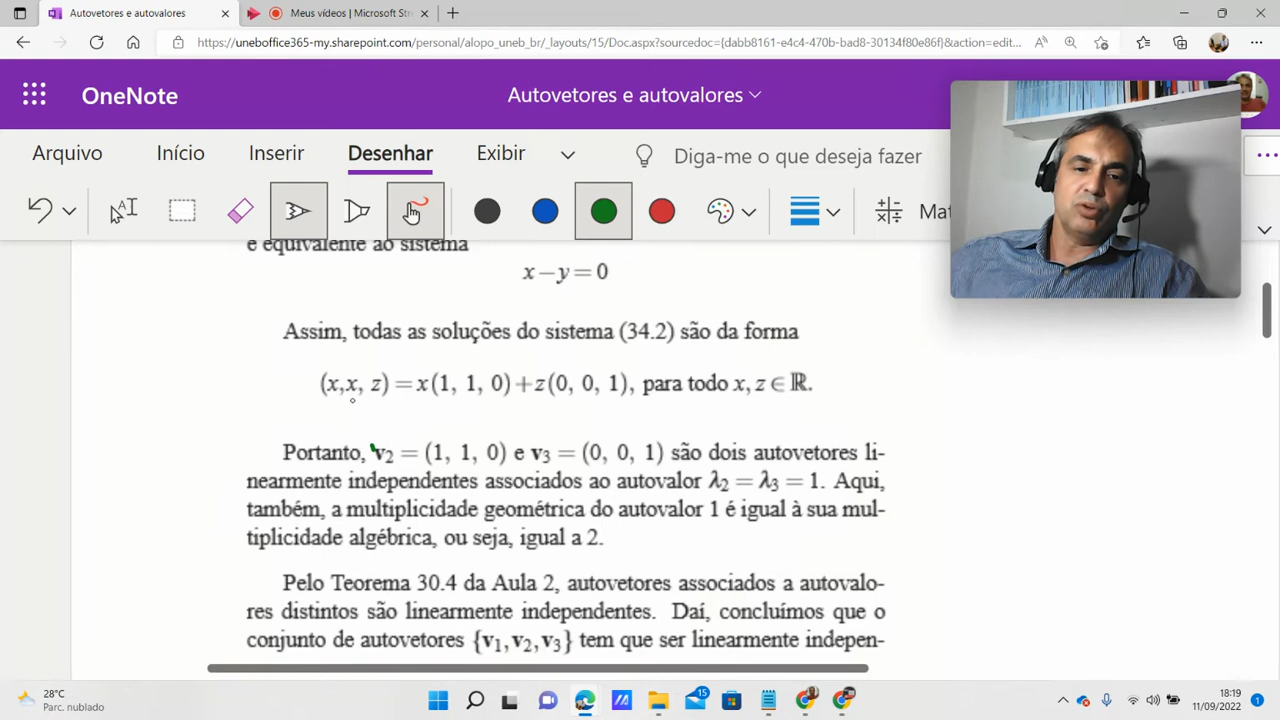 Autovetores e autovalores
Meus vídeos | Microsoft Str
https://uneboffice365-my.sharepoint.com/personal/alopo_uneb_br/_layouts/15/Doc.aspx?sourcedoc={dabb8161-e4c4-470b-bad8-30134f80e86f}&action=edit...
OneNote
Autovetores e autovalores
Arquivo
Início
Inserir
Desenhar
Exibir
Diga-me o que deseja fazer
Mat
e equivalente ao sistema
x − y = 0
Assim, todas as soluções do sistema (34.2) são da forma
(x,x, z) = x(1, 1, 0) + z(0, 0, 1), para todo x, z ∈ ℝ.
Portanto, v₂ = (1, 1, 0) e v₃ = (0, 0, 1) são dois autovetores li-
nearmente independentes associados ao autovalor λ₂ = λ₃ = 1. Aqui,
também, a multiplicidade geométrica do autovalor 1 é igual à sua mul-
tiplicidade algébrica, ou seja, igual a 2.
Pelo Teorema 30.4 da Aula 2, autovetores associados a autovalo-
res distintos são linearmente independentes. Daí, concluímos que o
conjunto de autovetores {v₁,v₂,v₃} tem que ser linearmente indepen-
28°C
Parc. nublado
15
18:19
11/09/2022
1